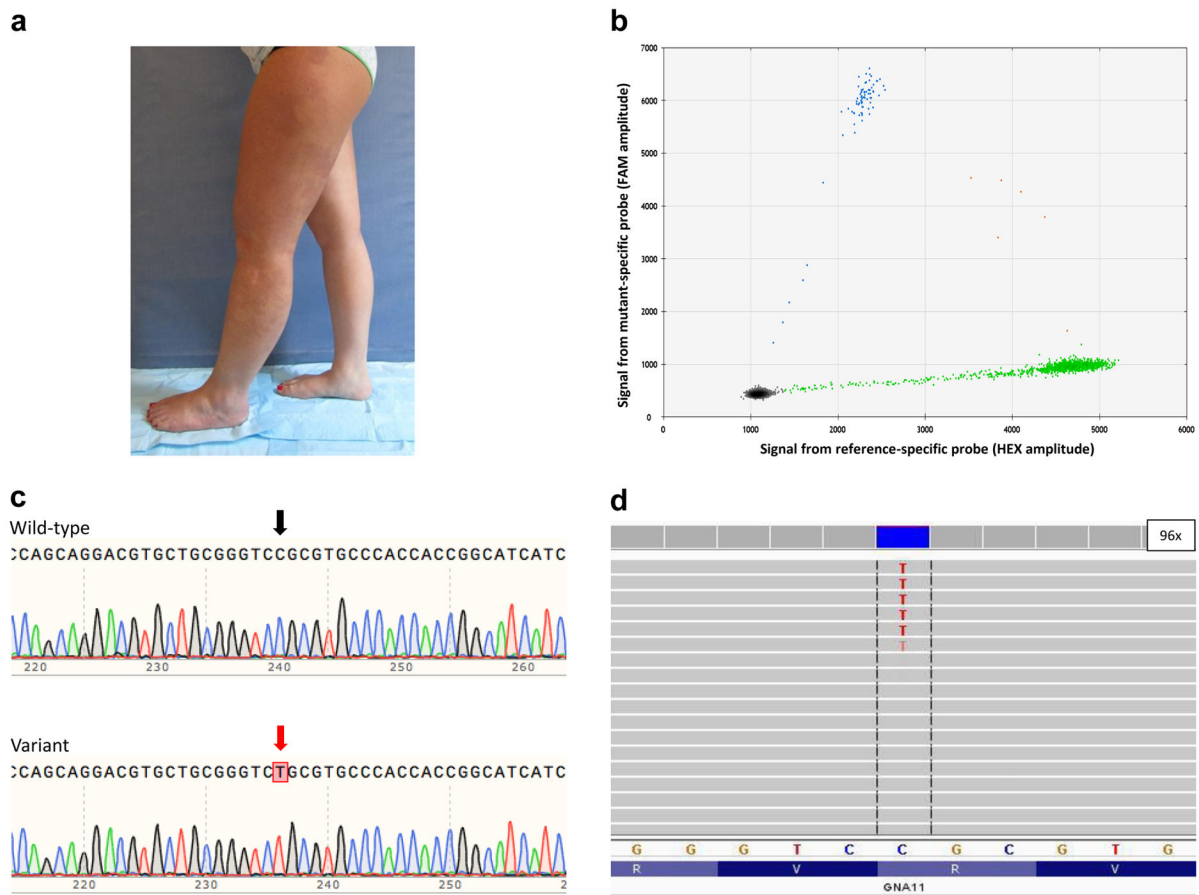 a
b
7000
6000
5000
4000
3000
2000
1000
0
Signal from mutant-specific probe (FAM amplitude)
0 1000 2000 3000 4000 5000 6000
Signal from reference-specific probe (HEX amplitude)
c
Wild-type
CCAGCAGGACGTGCTGCGGGTCCGCGTGCCCACCACCGGCATCATC
220 230 240 250 260
Variant
CCAGCAGGACGTGCTGCGGGTCTGCGTGCCCACCACCGGCATCATC
220 230 240 250 2
d
96x
T
T
T
T
T
T
G G G T C C G C G T G
R V R V
GNA11